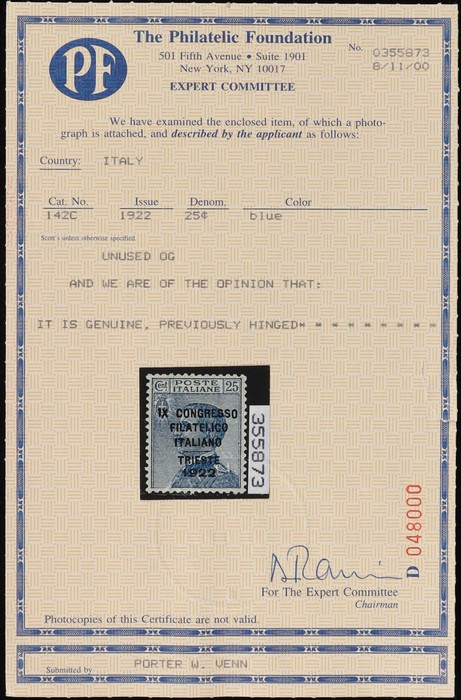 PF
The Philatelic Foundation
501 Fifth Avenue • Suite 1901
New York, NY 10017
EXPERT COMMITTEE
No. 0355873
8/11/00
We have examined the enclosed item, of which a photo-
graph is attached, and described by the applicant as follows:
Country: ITALY
Cat. No. Issue Denom. Color
142C 1922 25¢ blue
Scott's unless otherwise specified.
UNUSED OG
AND WE ARE OF THE OPINION THAT:
IT IS GENUINE, PREVIOUSLY HINGED* * * * * * * * *
Cent. POSTE ITALIANE 25
IX CONGRESSO
FILATELICO
ITALIANO
TRIESTE
1922
355873
D 048000
For The Expert Committee
Chairman
Photocopies of this Certificate are not valid.
Submitted by PORTER W. VENN